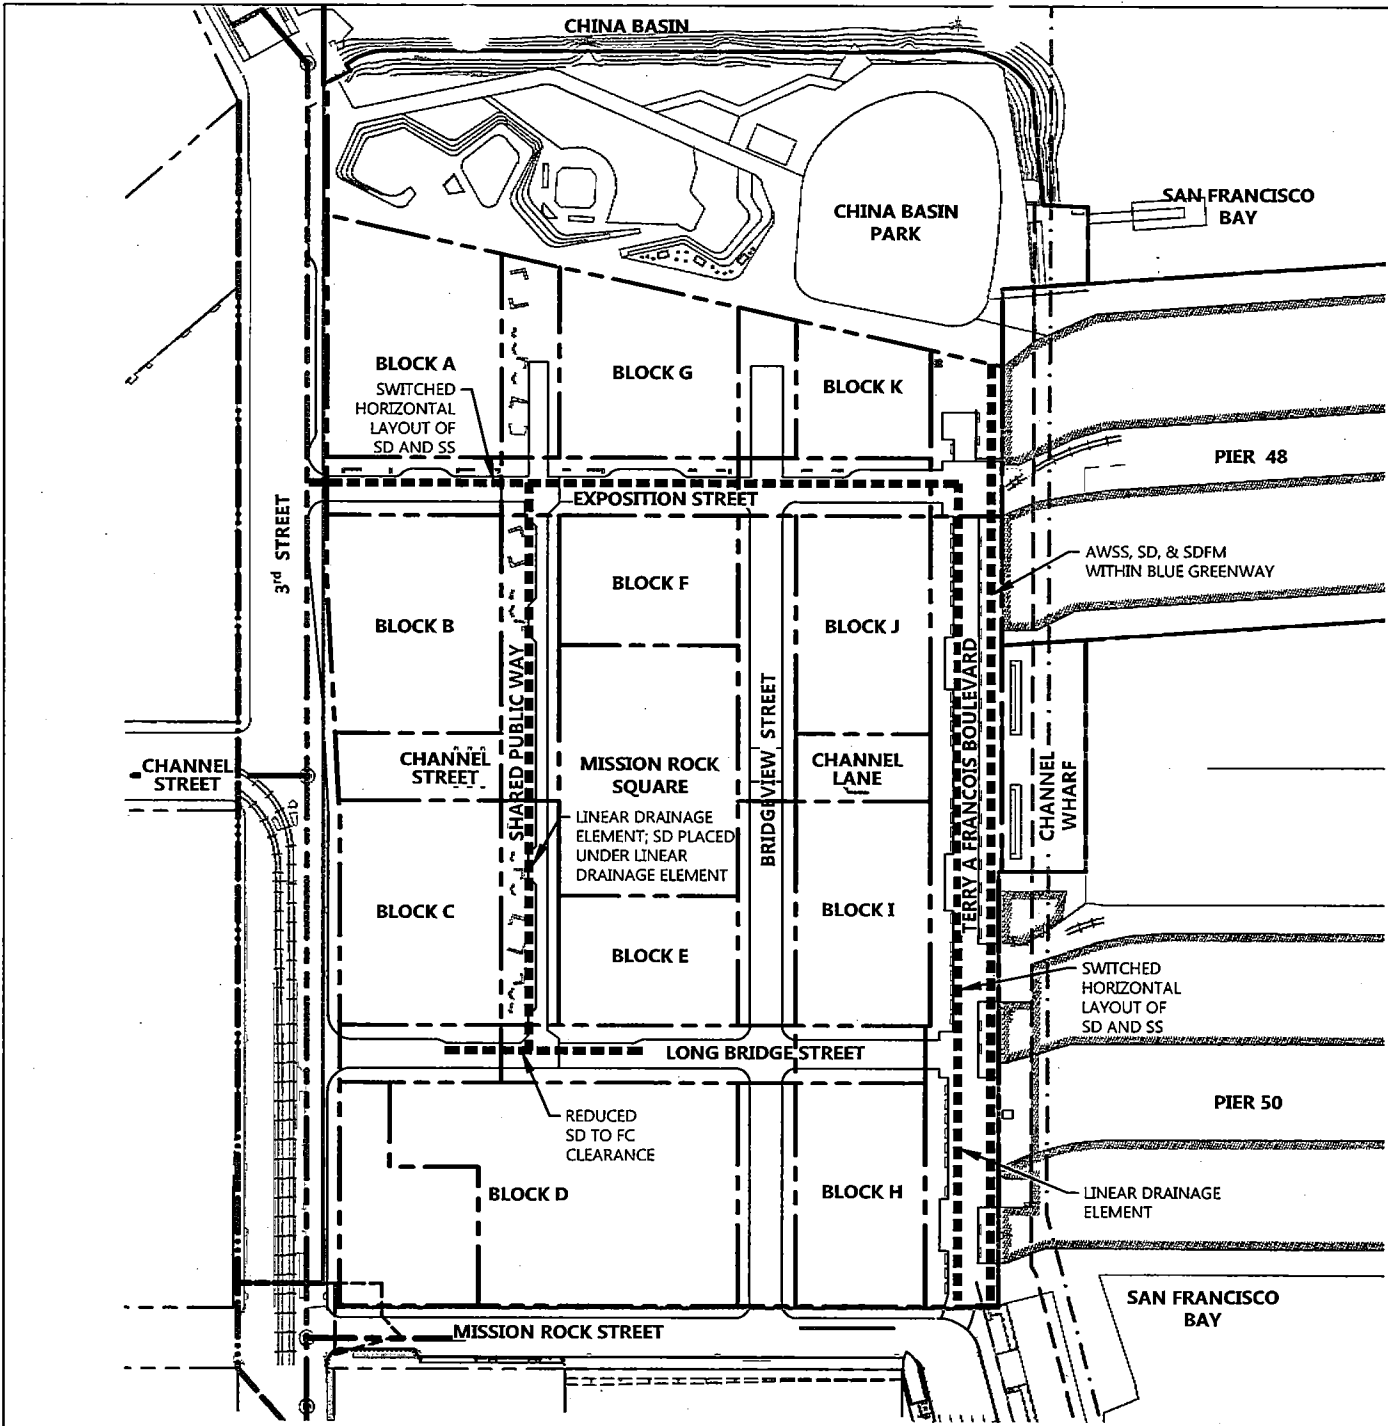 CHINA BASIN
SAN FRANCISCO
BAY
CHINA BASIN
PARK
BLOCK A
SWITCHED
HORIZONTAL
LAYOUT OF
SD AND SS
BLOCK G
BLOCK K
PIER 48
EXPOSITION STREET
3rd STREET
AWSS, SD, & SDFM
WITHIN BLUE GREENWAY
BLOCK F
BLOCK B
BLOCK J
SHARED PUBLIC WAY
BRIDGEVIEW STREET
TERRY A FRANCOIS BOULEVARD
CHANNEL
STREET
CHANNEL
STREET
MISSION ROCK
SQUARE
CHANNEL
LANE
CHANNEL
WHARF
LINEAR DRAINAGE
ELEMENT; SD PLACED
UNDER LINEAR
DRAINAGE ELEMENT
BLOCK C
BLOCK I
BLOCK E
SWITCHED
HORIZONTAL
LAYOUT OF
SD AND SS
LONG BRIDGE STREET
REDUCED
SD TO FC
CLEARANCE
PIER 50
BLOCK D
BLOCK H
LINEAR DRAINAGE
ELEMENT
SAN FRANCISCO
BAY
MISSION ROCK STREET